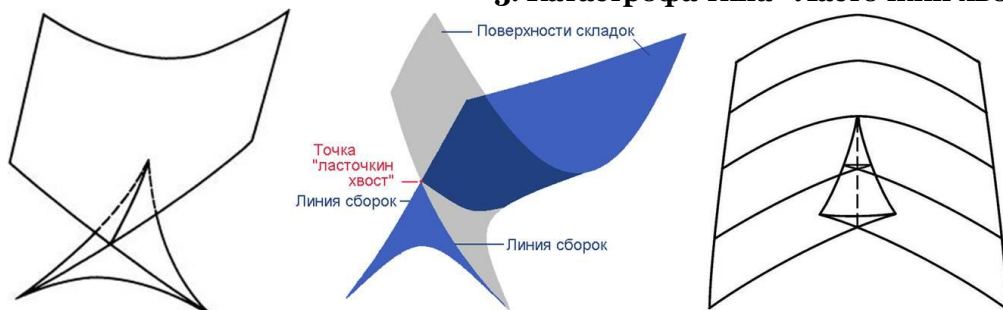 Поверхности складок
Точка
"ласточкин
хвост"
Линия сборок
Линия сборок